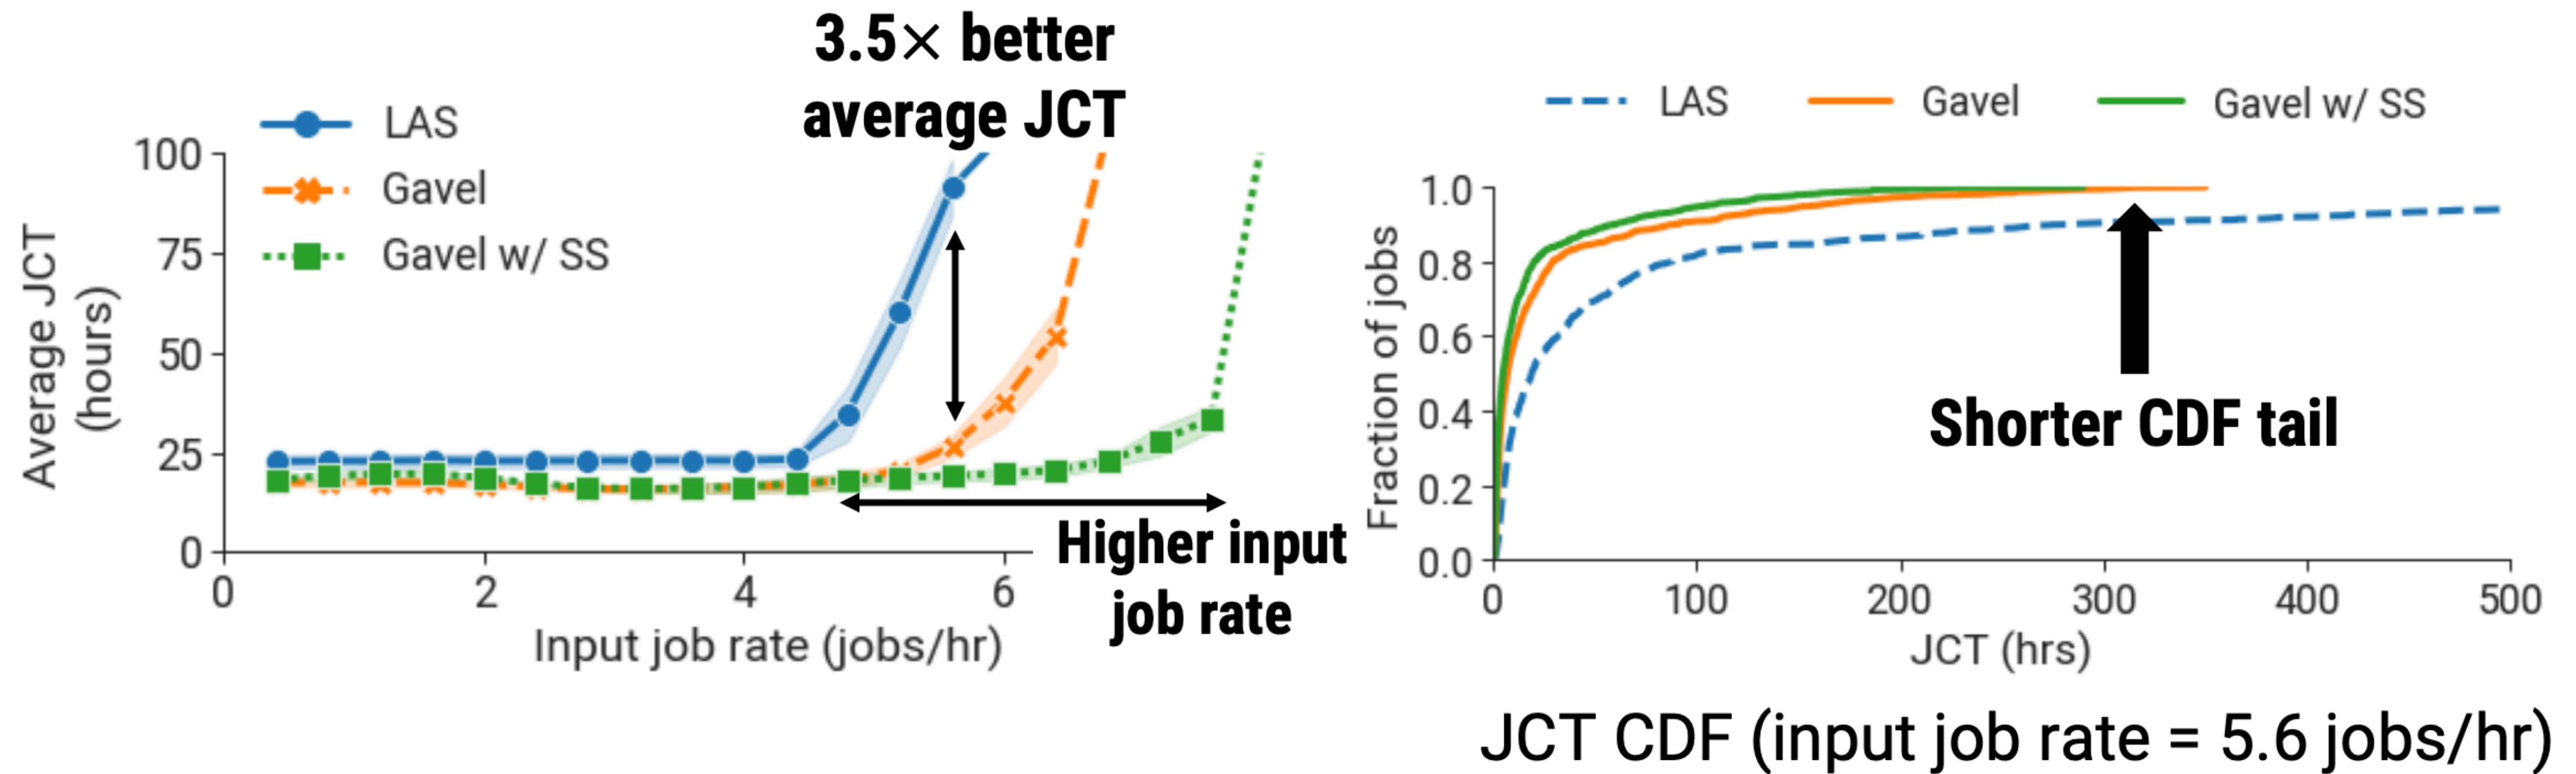 3.5× better
average JCT
LAS
Gavel
Gavel w/ SS
100
75
50
25
0
Average JCT
(hours)
0
2
4
6
Input job rate (jobs/hr)
Higher input
job rate
LAS
Gavel
Gavel w/ SS
1.0
0.8
0.6
0.4
0.2
0.0
Fraction of jobs
Shorter CDF tail
0
100
200
300
400
500
JCT (hrs)
JCT CDF (input job rate = 5.6 jobs/hr)